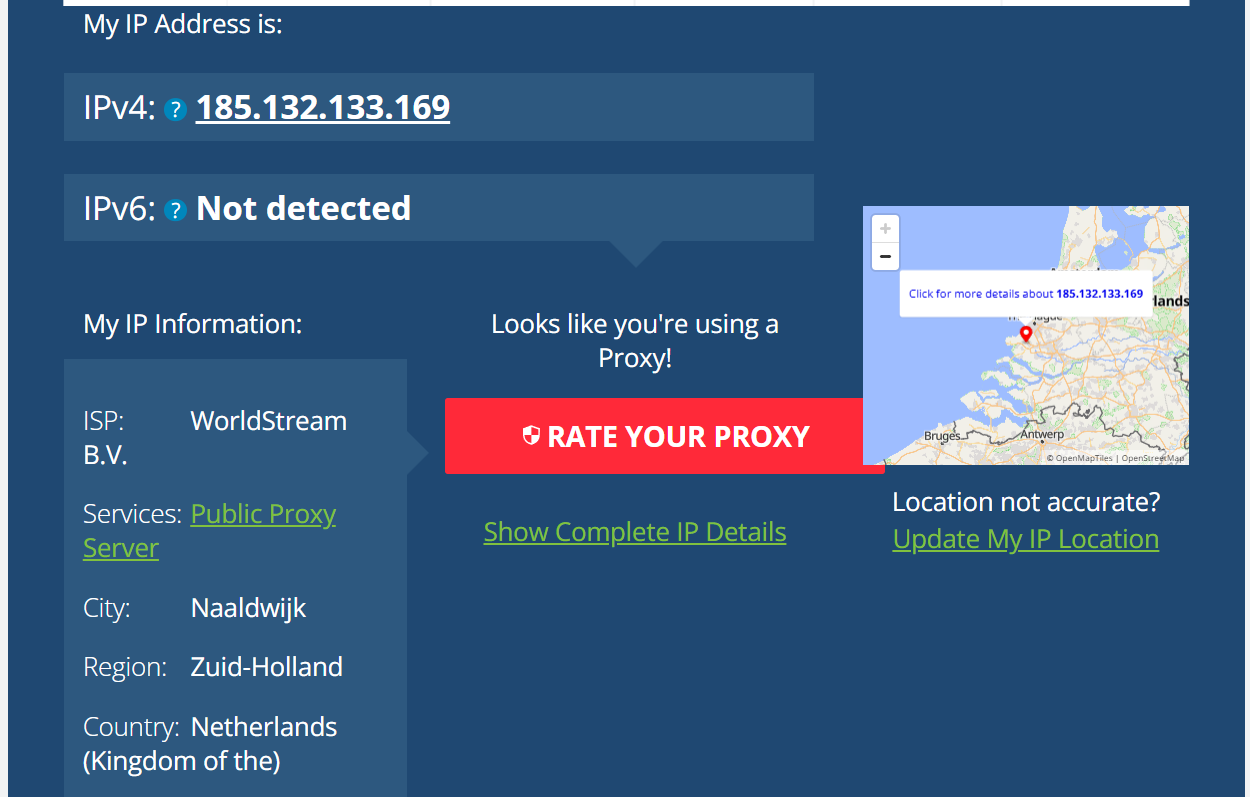 My IP Address is:
IPv4: ? 185.132.133.169
IPv6: ? Not detected
My IP Information:
ISP: WorldStream
B.V.
Services: Public Proxy
Server
City: Naaldwijk
Region: Zuid-Holland
Country: Netherlands
(Kingdom of the)
Looks like you're using a
Proxy!
RATE YOUR PROXY
Show Complete IP Details
+
−
Click for more details about 185.132.133.169
lands
Bruges
Antwerp
© OpenMapTiles | OpenStreetMap
Location not accurate?
Update My IP Location